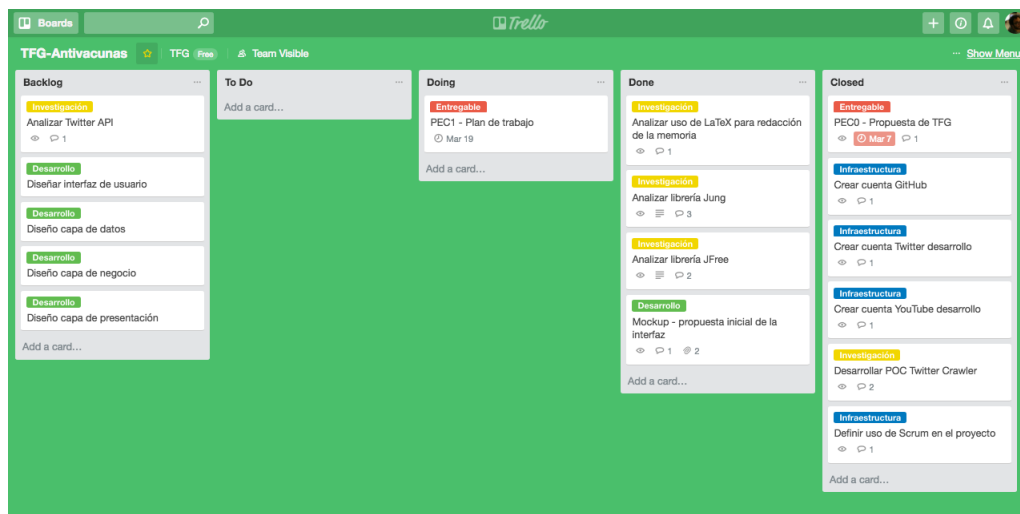 Boards
Trello
TFG-Antivacunas
TFG Free
Team Visible
... Show Menu
Backlog ...
Investigación
Analizar Twitter API
1
Desarrollo
Diseñar interfaz de usuario
Desarrollo
Diseño capa de datos
Desarrollo
Diseño capa de negocio
Desarrollo
Diseño capa de presentación
Add a card...
To Do ...
Add a card...
Doing ...
Entregable
PEC1 - Plan de trabajo
Mar 19
Add a card...
Done ...
Investigación
Analizar uso de LaTeX para redacción
de la memoria
1
Investigación
Analizar librería Jung
3
Investigación
Analizar librería JFree
2
Desarrollo
Mockup - propuesta inicial de la
interfaz
1 2
Add a card...
Closed ...
Entregable
PEC0 - Propuesta de TFG
Mar 7 1
Infraestructura
Crear cuenta GitHub
1
Infraestructura
Crear cuenta Twitter desarrollo
1
Infraestructura
Crear cuenta YouTube desarrollo
1
Investigación
Desarrollar POC Twitter Crawler
2
Infraestructura
Definir uso de Scrum en el proyecto
1
Add a card...